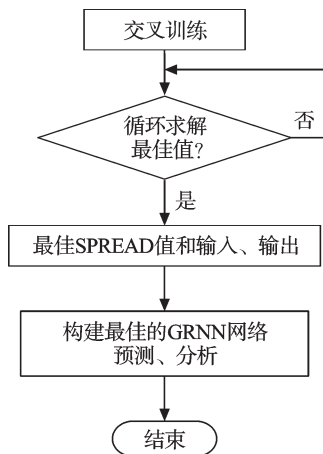 交叉训练
循环求解
最佳值?
否
是
最佳SPREAD值和输入、输出
构建最佳的GRNN网络
预测、分析
结束